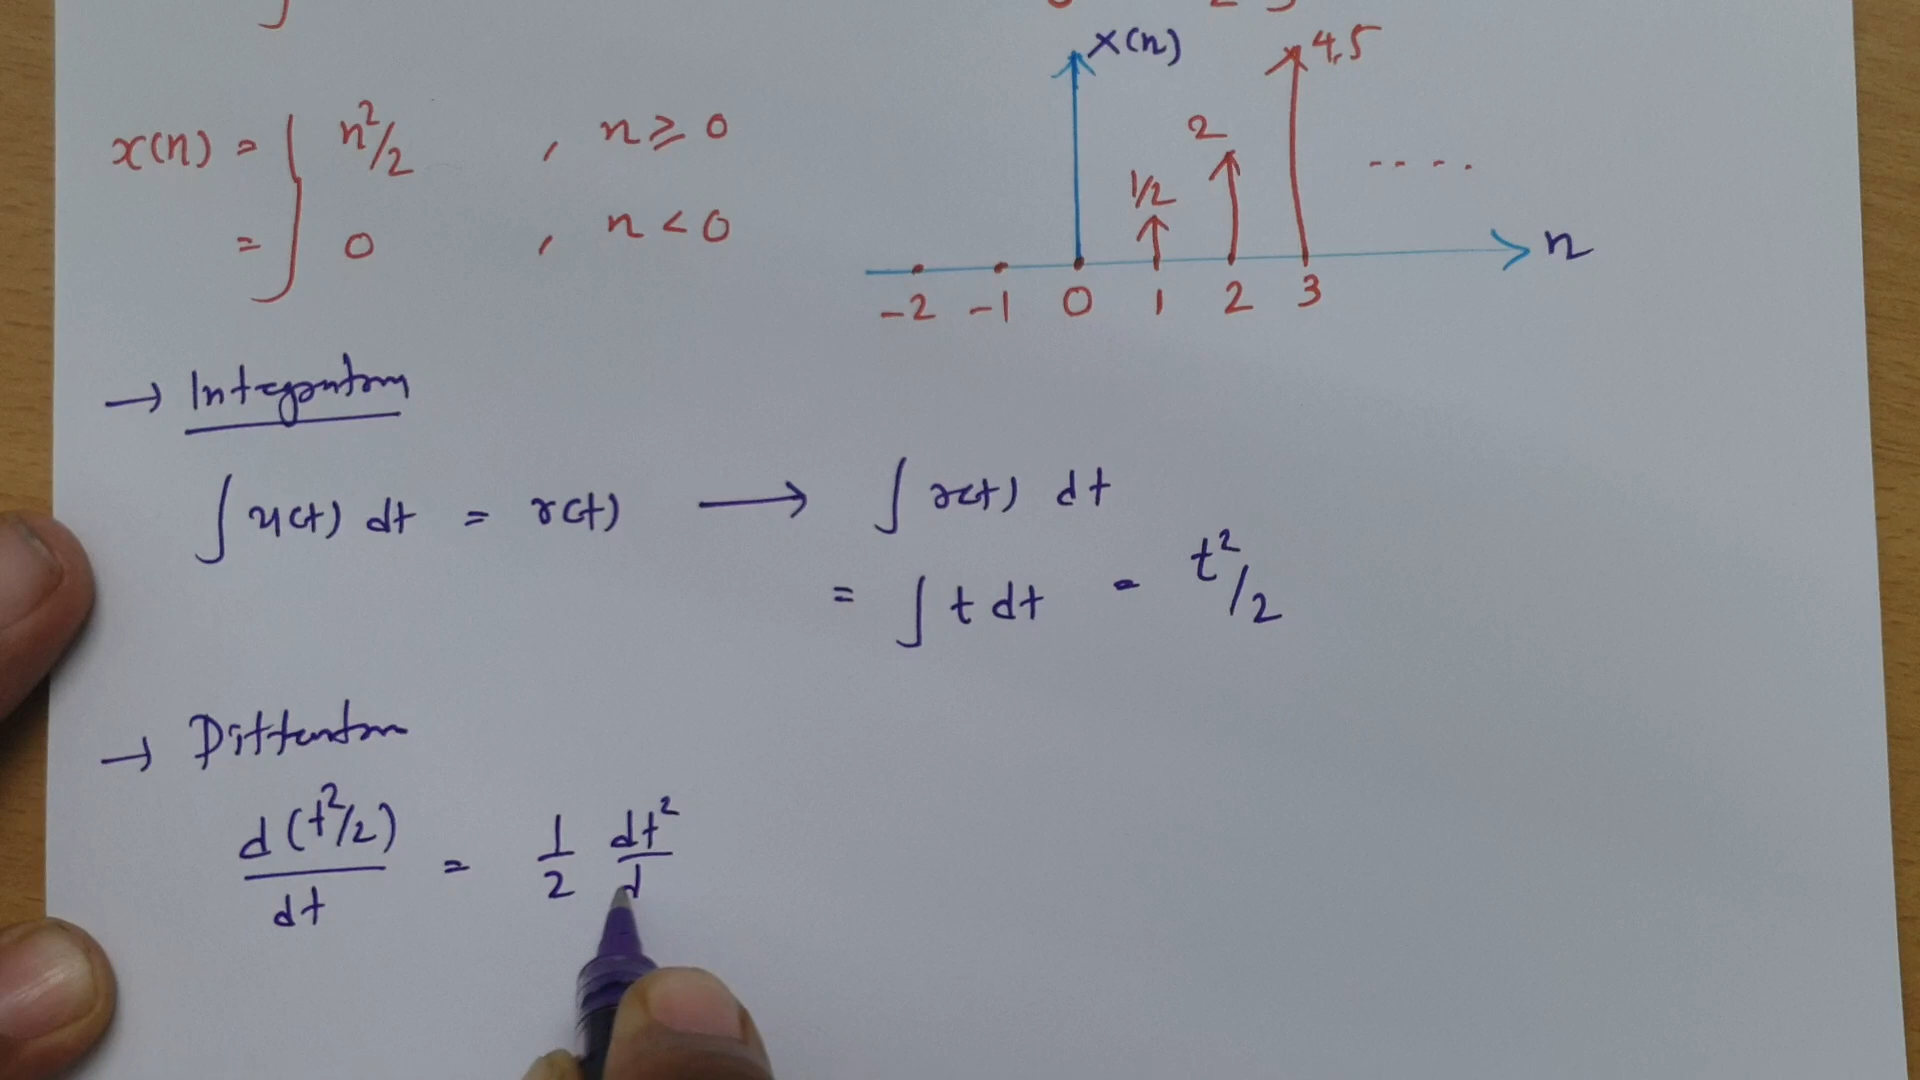 x(n) = { n²/2 , n ≥ 0
= 0 , n < 0
x(n)
1/2 2 4.5 ....
-2 -1 0 1 2 3 n
→ Integration
∫ u(t) dt = r(t) → ∫ r(t) dt
= ∫ t dt = t²/2
→
d(t²/2)/dt = 1/2 dt²/d